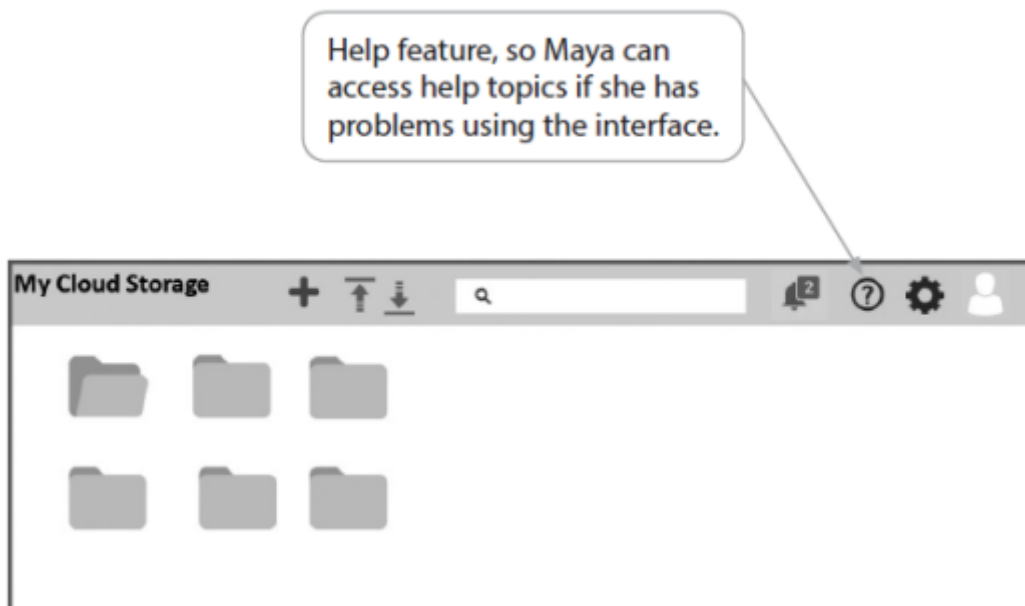 Help feature, so Maya can
access help topics if she has
problems using the interface.
My Cloud Storage
2
?